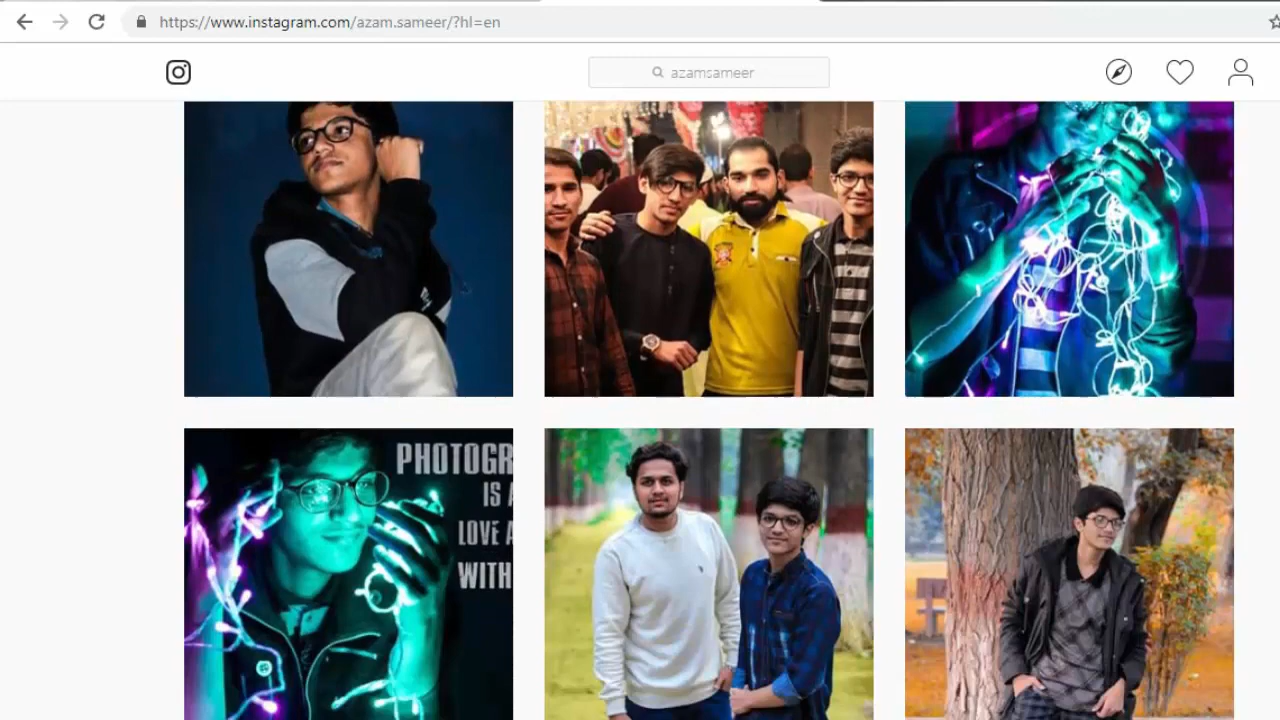 https://www.instagram.com/azam.sameer/?hl=en
azamsameer
PHOTOGR
IS A
LOVE A
WITH